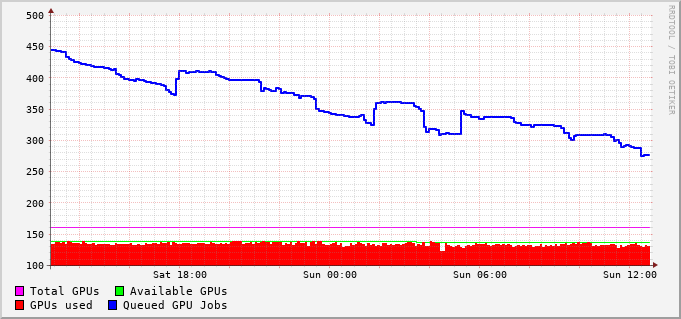 500
450
400
350
300
250
200
150
100
Sat 18:00 Sun 00:00 Sun 06:00 Sun 12:00
Total GPUs Available GPUs
GPUs used Queued GPU Jobs
RRDTOOL / TOBI OETIKER